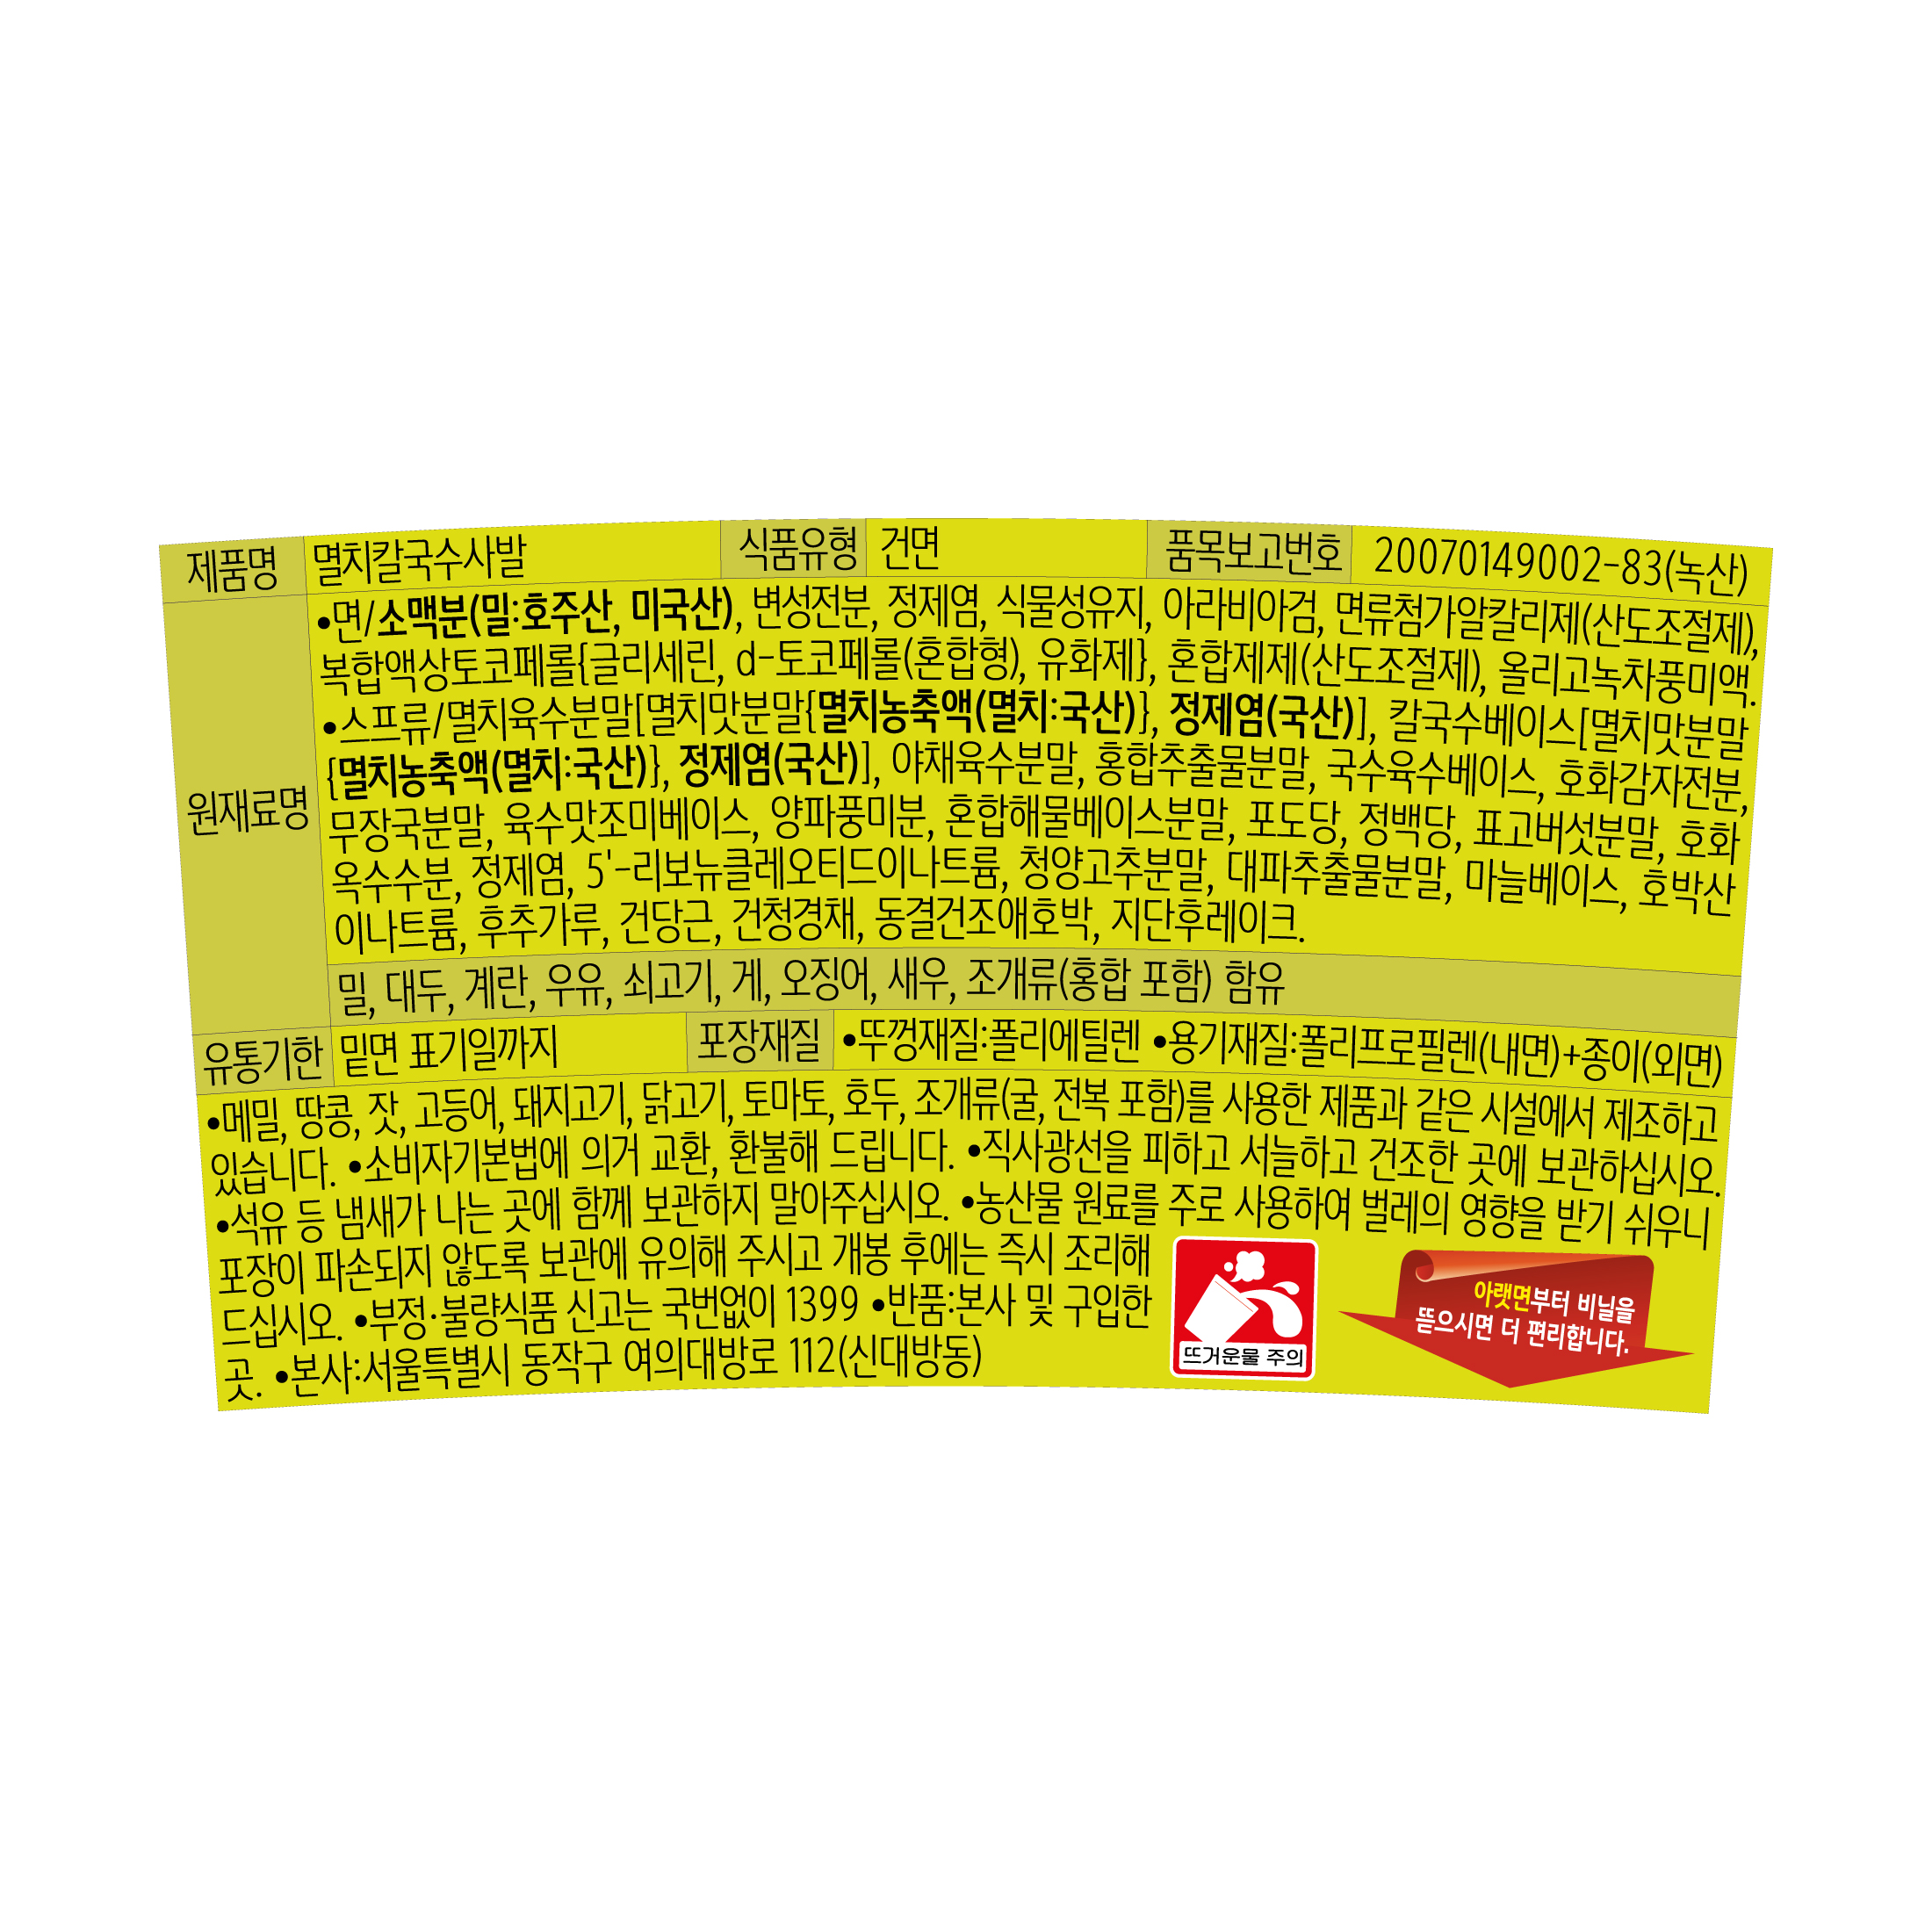 제품명 멸치칼국수사발 식품유형 건면 품목보고번호 20070149002-83(녹산)
원재료명
•면/소맥분(밀:호주산, 미국산), 변성전분, 정제염, 식물성유지, 아라비아검, 면류첨가알칼리제(산도조절제),
복합액상토코페롤{글리세린, d-토코페롤(혼합형), 유화제}, 혼합제제(산도조절제), 올리고녹차풍미액.
•스프류/멸치육수분말[멸치맛분말{멸치농축액(멸치:국산)}, 정제염(국산)], 칼국수베이스[멸치맛분말
{멸치농축액(멸치:국산)}, 정제염(국산)], 야채육수분말, 홍합추출물분말, 국수육수베이스, 호화감자전분,
무장국분말, 육수맛조미베이스, 양파풍미분, 혼합해물베이스분말, 포도당, 정백당, 표고버섯분말, 호화
옥수수분, 정제염, 5'-리보뉴클레오티드이나트륨, 청양고추분말, 대파추출물분말, 마늘베이스, 호박산
이나트륨, 후추가루, 건당근, 건청경채, 동결건조애호박, 지단후레이크.
밀, 대두, 계란, 우유, 쇠고기, 게, 오징어, 새우, 조개류(홍합 포함) 함유
유통기한 밑면 표기일까지 포장재질 •뚜껑재질:폴리에틸렌 •용기재질:폴리프로필렌(내면)+종이(외면)
•메밀, 땅콩, 잣, 고등어, 돼지고기, 닭고기, 토마토, 호두, 조개류(굴, 전복 포함)를 사용한 제품과 같은 시설에서 제조하고
있습니다. •소비자기본법에 의거 교환, 환불해 드립니다. •직사광선을 피하고 서늘하고 건조한 곳에 보관하십시오.
•석유 등 냄새가 나는 곳에 함께 보관하지 말아주십시오. •농산물 원료를 주로 사용하여 벌레의 영향을 받기 쉬우니
포장이 파손되지 않도록 보관에 유의해 주시고 개봉 후에는 즉시 조리해
드십시오. •부정·불량식품 신고는 국번없이 1399 •반품:본사 및 구입한
곳. •본사:서울특별시 동작구 여의대방로 112(신대방동)
뜨거운물 주의
아랫면부터 비닐을
뜯으시면 더 편리합니다.